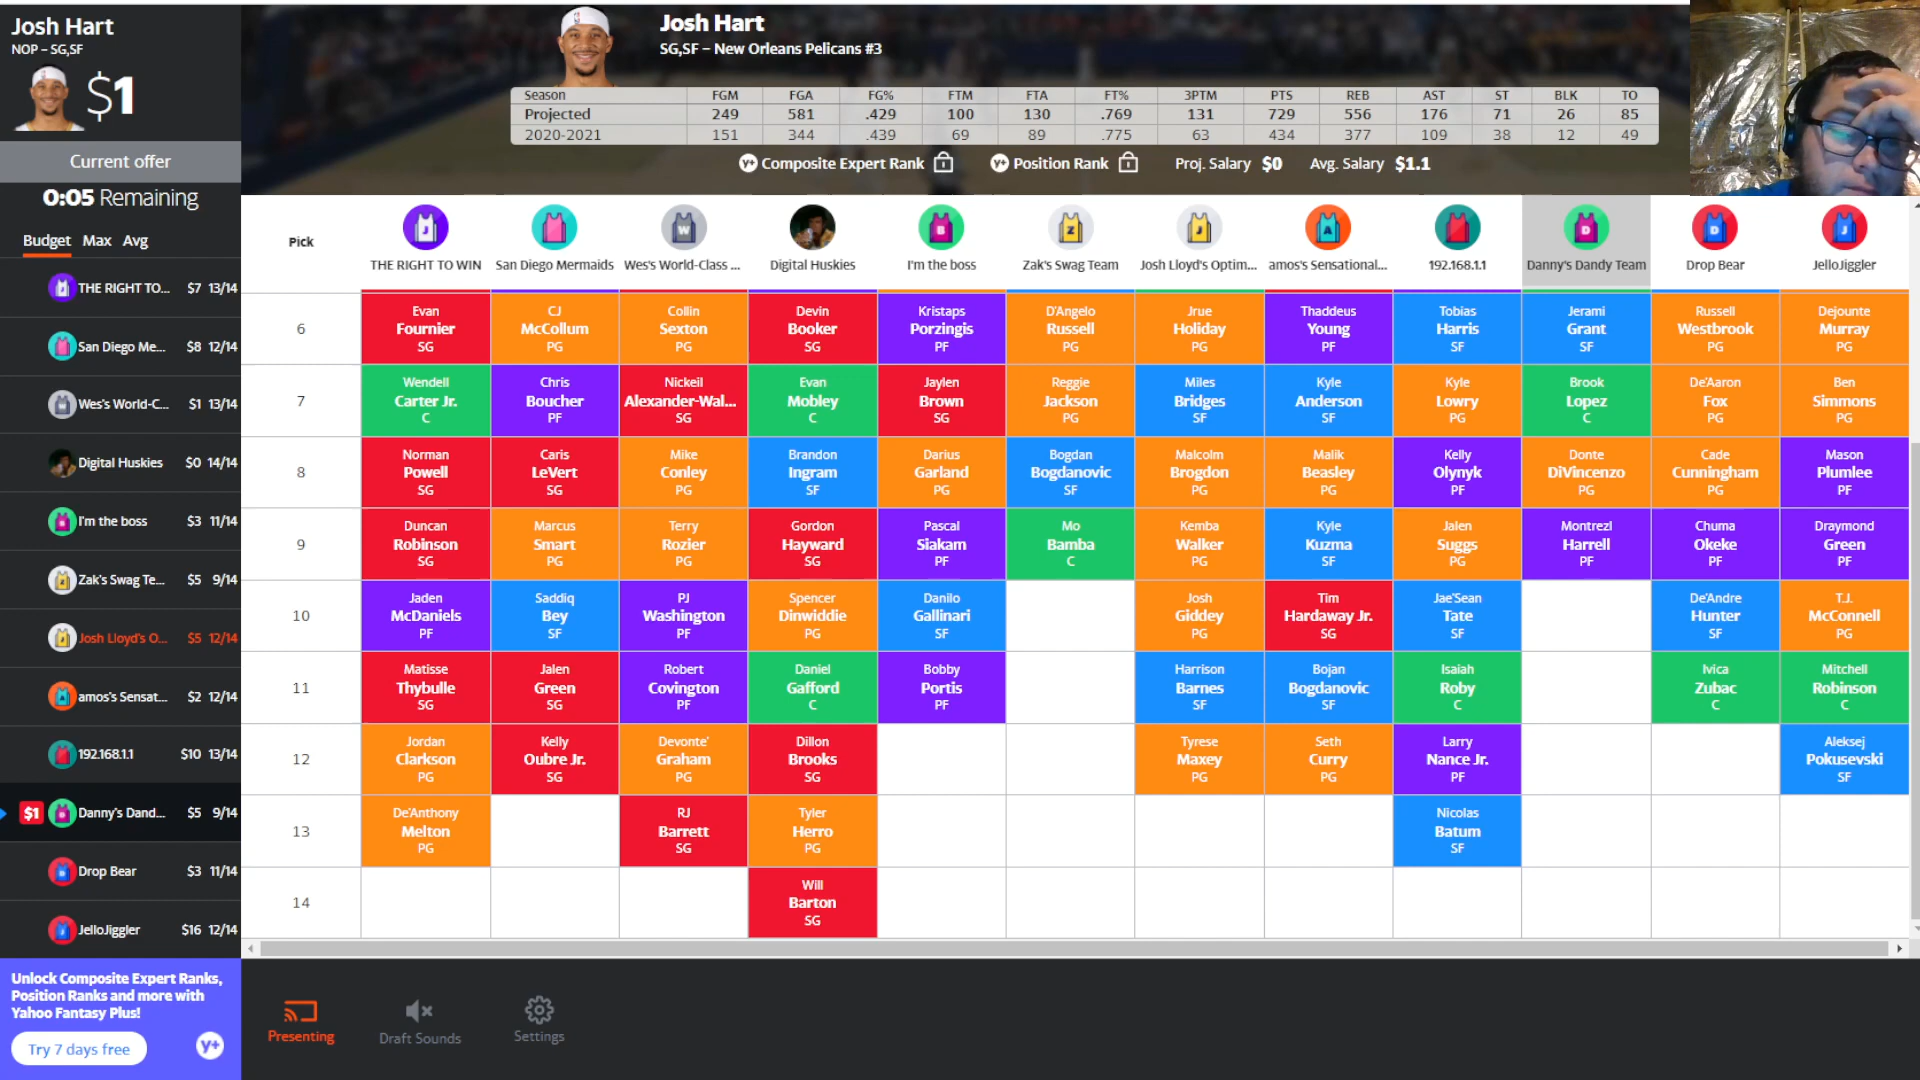 Josh Hart
NOP – SG,SF
$1
Current offer
0:05 Remaining
Budget Max Avg
THE RIGHT TO... $7 13/14
San Diego Me... $8 12/14
Wes's World-C... $1 13/14
Digital Huskies $0 14/14
I'm the boss $3 11/14
Zak's Swag Te... $5 9/14
Josh Lloyd's O... $5 12/14
amos's Sensat... $2 12/14
192.168.1.1 $10 13/14
$1 Danny's Dand... $5 9/14
Drop Bear $3 11/14
JelloJiggler $16 12/14
Unlock Composite Expert Ranks,
Position Ranks and more with
Yahoo Fantasy Plus!
Try 7 days free y+
Josh Hart
SG,SF – New Orleans Pelicans #3
Season FGM FGA FG% FTM FTA FT% 3PTM PTS REB AST ST BLK TO
Projected 249 581 .429 100 130 .769 131 729 556 176 71 26 85
2020-2021 151 344 .439 69 89 .775 63 434 377 109 38 12 49
y+ Composite Expert Rank y+ Position Rank Proj. Salary $0 Avg. Salary $1.1
J W B Z J A D D J
Pick THE RIGHT TO WIN San Diego Mermaids Wes's World-Class ... Digital Huskies I'm the boss Zak's Swag Team Josh Lloyd's Optim... amos's Sensational... 192.168.1.1 Danny's Dandy Team Drop Bear JelloJiggler
Evan CJ Collin Devin Kristaps D'Angelo Jrue Thaddeus Tobias Jerami Russell Dejounte
6 Fournier McCollum Sexton Booker Porzingis Russell Holiday Young Harris Grant Westbrook Murray
SG PG PG SG PF PG PG PF SF SF PG PG
Wendell Chris Nickeil Evan Jaylen Reggie Miles Kyle Kyle Brook De'Aaron Ben
7 Carter Jr. Boucher Alexander-Wal... Mobley Brown Jackson Bridges Anderson Lowry Lopez Fox Simmons
C PF SG C SG PG SF SF PG C PG PG
Norman Caris Mike Brandon Darius Bogdan Malcolm Malik Kelly Donte Cade Mason
8 Powell LeVert Conley Ingram Garland Bogdanovic Brogdon Beasley Olynyk DiVincenzo Cunningham Plumlee
SG SG PG SF PG SF PG PG PF PG PG PF
Duncan Marcus Terry Gordon Pascal Mo Kemba Kyle Jalen Montrezl Chuma Draymond
9 Robinson Smart Rozier Hayward Siakam Bamba Walker Kuzma Suggs Harrell Okeke Green
SG PG PG SG PF C PG SF PG PF PF PF
Jaden Saddiq PJ Spencer Danilo Josh Tim Jae'Sean De'Andre T.J.
10 McDaniels Bey Washington Dinwiddie Gallinari Giddey Hardaway Jr. Tate Hunter McConnell
PF SF PF PG SF PG SG SF SF PG
Matisse Jalen Robert Daniel Bobby Harrison Bojan Isaiah Ivica Mitchell
11 Thybulle Green Covington Gafford Portis Barnes Bogdanovic Roby Zubac Robinson
SG SG PF C PF SF SF C C C
Jordan Kelly Devonte' Dillon Tyrese Seth Larry Aleksej
12 Clarkson Oubre Jr. Graham Brooks Maxey Curry Nance Jr. Pokusevski
PG SG PG SG PG PG PF SF
De'Anthony RJ Tyler Nicolas
13 Melton Barrett Herro Batum
PG SG PG SF
Will
14 Barton
SG
Presenting Draft Sounds Settings